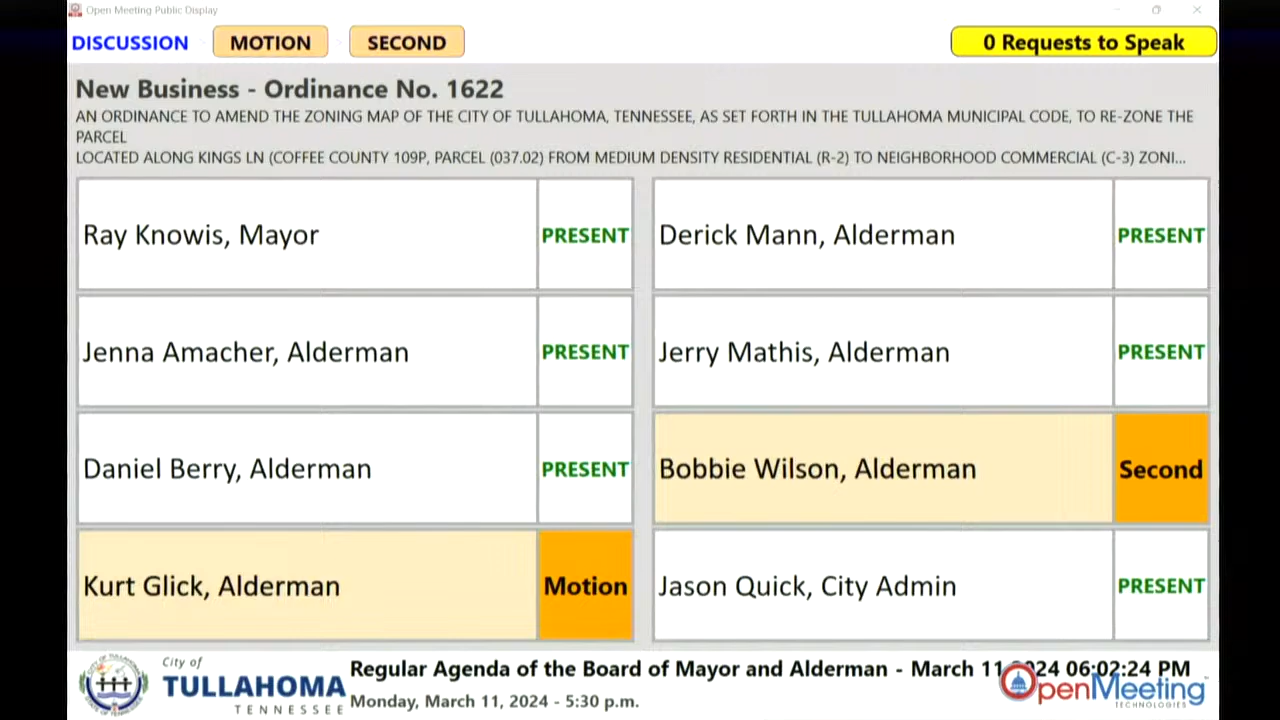 Open Meeting Public Display
DISCUSSION MOTION SECOND 0 Requests to Speak
New Business - Ordinance No. 1622
AN ORDINANCE TO AMEND THE ZONING MAP OF THE CITY OF TULLAHOMA, TENNESSEE, AS SET FORTH IN THE TULLAHOMA MUNICIPAL CODE, TO RE-ZONE THE
PARCEL
LOCATED ALONG KINGS LN (COFFEE COUNTY 109P, PARCEL (037.02) FROM MEDIUM DENSITY RESIDENTIAL (R-2) TO NEIGHBORHOOD COMMERCIAL (C-3) ZONI...
Ray Knowis, Mayor PRESENT Derick Mann, Alderman PRESENT
Jenna Amacher, Alderman PRESENT Jerry Mathis, Alderman PRESENT
Daniel Berry, Alderman PRESENT Bobbie Wilson, Alderman Second
Kurt Glick, Alderman Motion Jason Quick, City Admin PRESENT
City of
TULLAHOMA
TENNESSEE
Regular Agenda of the Board of Mayor and Alderman - March 11 2024 06:02:24 PM
Monday, March 11, 2024 - 5:30 p.m.
OpenMeeting
TECHNOLOGIES